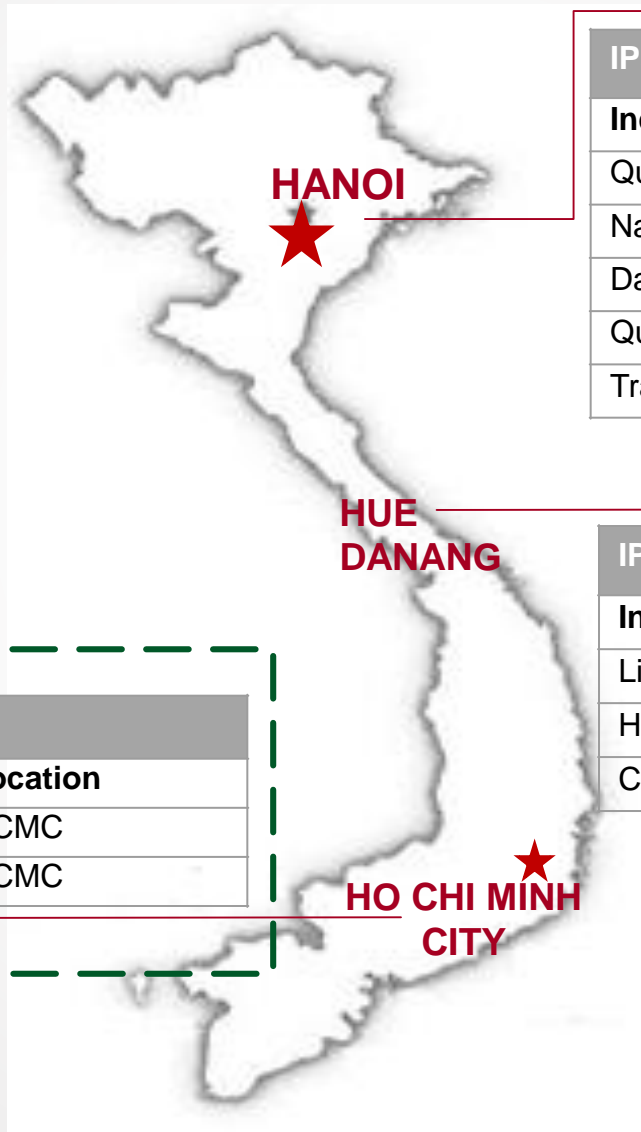 HANOI
IP
In
Qu
Na
Da
Qu
Tra
HUE
DANANG
IP
In
Li
H
C
ocation
CMC
CMC
HO CHI MINH
CITY